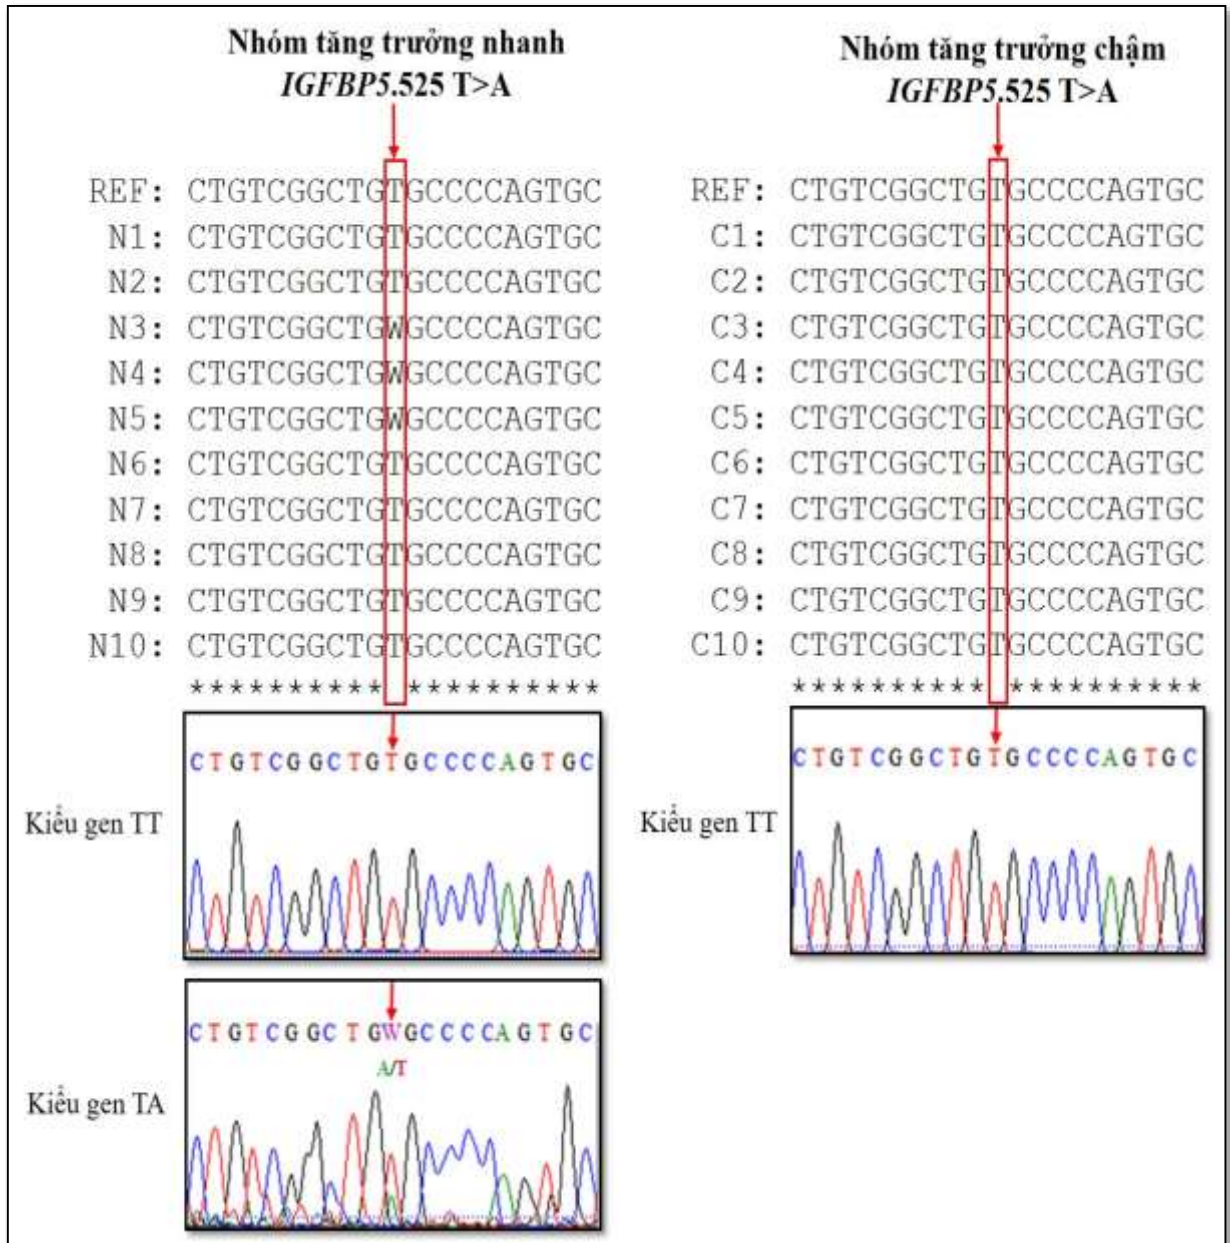 Nhóm tăng trưởng nhanh
IGFBP5.525 T>A
REF: CTGTCGGCTGTGCCCCAGTGC
N1: CTGTCGGCTGTGCCCCAGTGC
N2: CTGTCGGCTGTGCCCCAGTGC
N3: CTGTCGGCTGWGCCCCAGTGC
N4: CTGTCGGCTGWGCCCCAGTGC
N5: CTGTCGGCTGWGCCCCAGTGC
N6: CTGTCGGCTGTGCCCCAGTGC
N7: CTGTCGGCTGTGCCCCAGTGC
N8: CTGTCGGCTGTGCCCCAGTGC
N9: CTGTCGGCTGTGCCCCAGTGC
N10: CTGTCGGCTGTGCCCCAGTGC
********** **********
CTGTCGGCTGTGCCCCAGTGC
Kiểu gen TT
CTGTCGGCTGWGCCCCAGTGC
A/T
Kiểu gen TA
Nhóm tăng trưởng chậm
IGFBP5.525 T>A
REF: CTGTCGGCTGTGCCCCAGTGC
C1: CTGTCGGCTGTGCCCCAGTGC
C2: CTGTCGGCTGTGCCCCAGTGC
C3: CTGTCGGCTGTGCCCCAGTGC
C4: CTGTCGGCTGTGCCCCAGTGC
C5: CTGTCGGCTGTGCCCCAGTGC
C6: CTGTCGGCTGTGCCCCAGTGC
C7: CTGTCGGCTGTGCCCCAGTGC
C8: CTGTCGGCTGTGCCCCAGTGC
C9: CTGTCGGCTGTGCCCCAGTGC
C10: CTGTCGGCTGTGCCCCAGTGC
********** **********
CTGTCGGCTGTGCCCCAGTGC
Kiểu gen TT